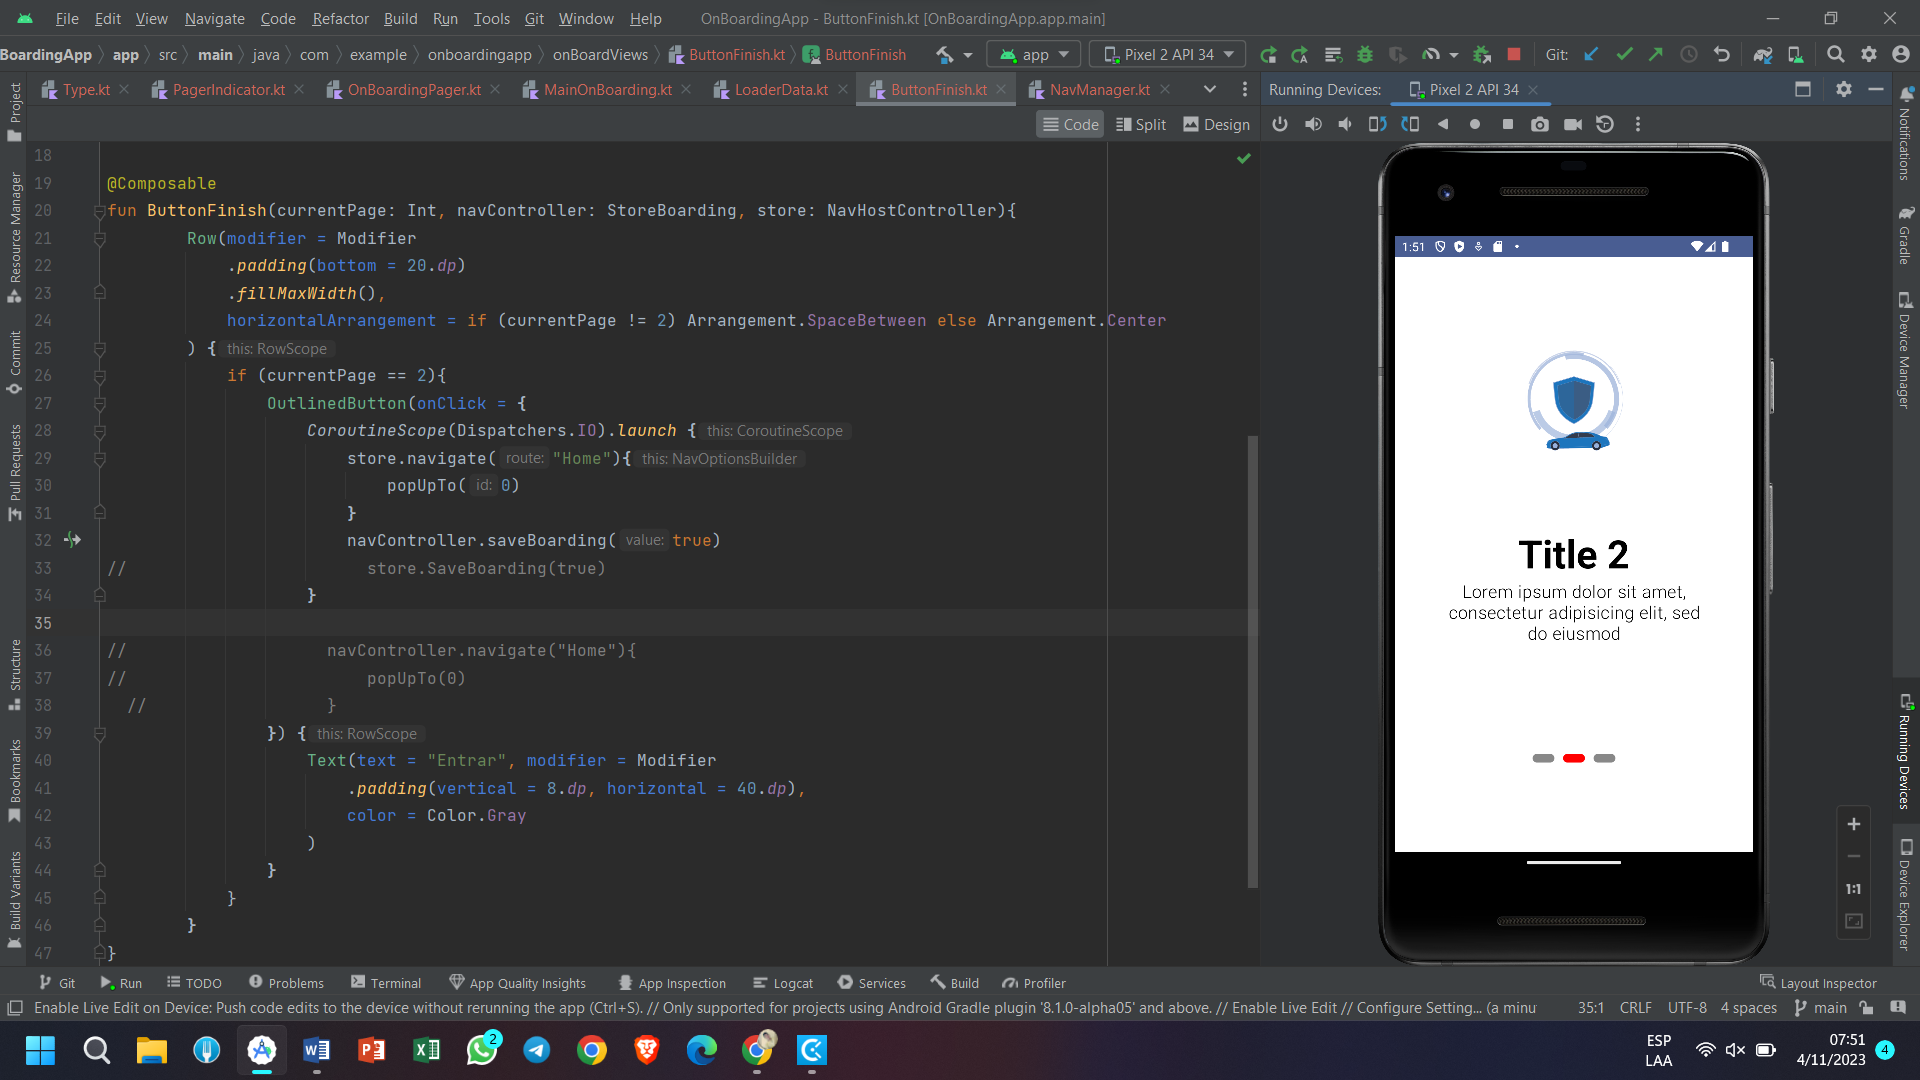 File Edit View Navigate Code Refactor Build Run Tools Git Window Help OnBoardingApp - ButtonFinish.kt [OnBoardingApp.app.main]
BoardingApp app src main java com example onboardingapp onBoardViews ButtonFinish.kt ButtonFinish app Pixel 2 API 34 Git:
Type.kt PagerIndicator.kt OnBoardingPager.kt MainOnBoarding.kt LoaderData.kt ButtonFinish.kt NavManager.kt Running Devices: Pixel 2 API 34
Code Split Design
18
19 @Composable
20 fun ButtonFinish(currentPage: Int, navController: StoreBoarding, store: NavHostController){
21 Row(modifier = Modifier
22 .padding(bottom = 20.dp)
23 .fillMaxWidth(),
24 horizontalArrangement = if (currentPage != 2) Arrangement.SpaceBetween else Arrangement.Center
25 ) { this: RowScope
26 if (currentPage == 2){
27 OutlinedButton(onClick = {
28 CoroutineScope(Dispatchers.IO).launch { this: CoroutineScope
29 store.navigate( route: "Home"){ this: NavOptionsBuilder
30 popUpTo( id: 0)
31 }
32 navController.saveBoarding( value: true)
33 // store.SaveBoarding(true)
34 }
35
36 // navController.navigate("Home"){
37 // popUpTo(0)
38 // }
39 }) { this: RowScope
40 Text(text = "Entrar", modifier = Modifier
41 .padding(vertical = 8.dp, horizontal = 40.dp),
42 color = Color.Gray
43 )
44 }
45 }
46 }
47 }
Project
Resource Manager
Commit
Pull Requests
Structure
Bookmarks
Build Variants
1:51
Title 2
Lorem ipsum dolor sit amet,
consectetur adipisicing elit, sed
do eiusmod
1:1
Notifications
Gradle
Device Manager
Running Devices
Device Explorer
Git Run TODO Problems Terminal App Quality Insights App Inspection Logcat Services Build Profiler Layout Inspector
Enable Live Edit on Device: Push code edits to the device without rerunning the app (Ctrl+S). // Only supported for projects using Android Gradle plugin '8.1.0-alpha05' and above. // Enable Live Edit // Configure Setting... (a minu 35:1 CRLF UTF-8 4 spaces main
2
ESP
LAA
07:51
4/11/2023
4